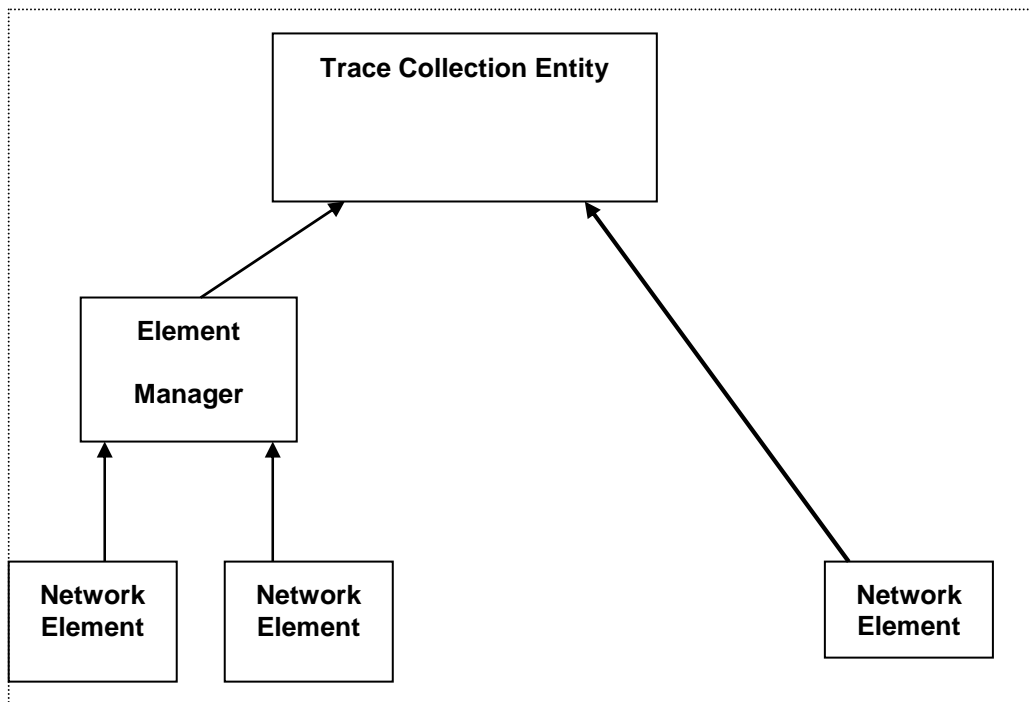 Trace Collection Entity
Element
Manager
Network
Element
Network
Element
Network
Element